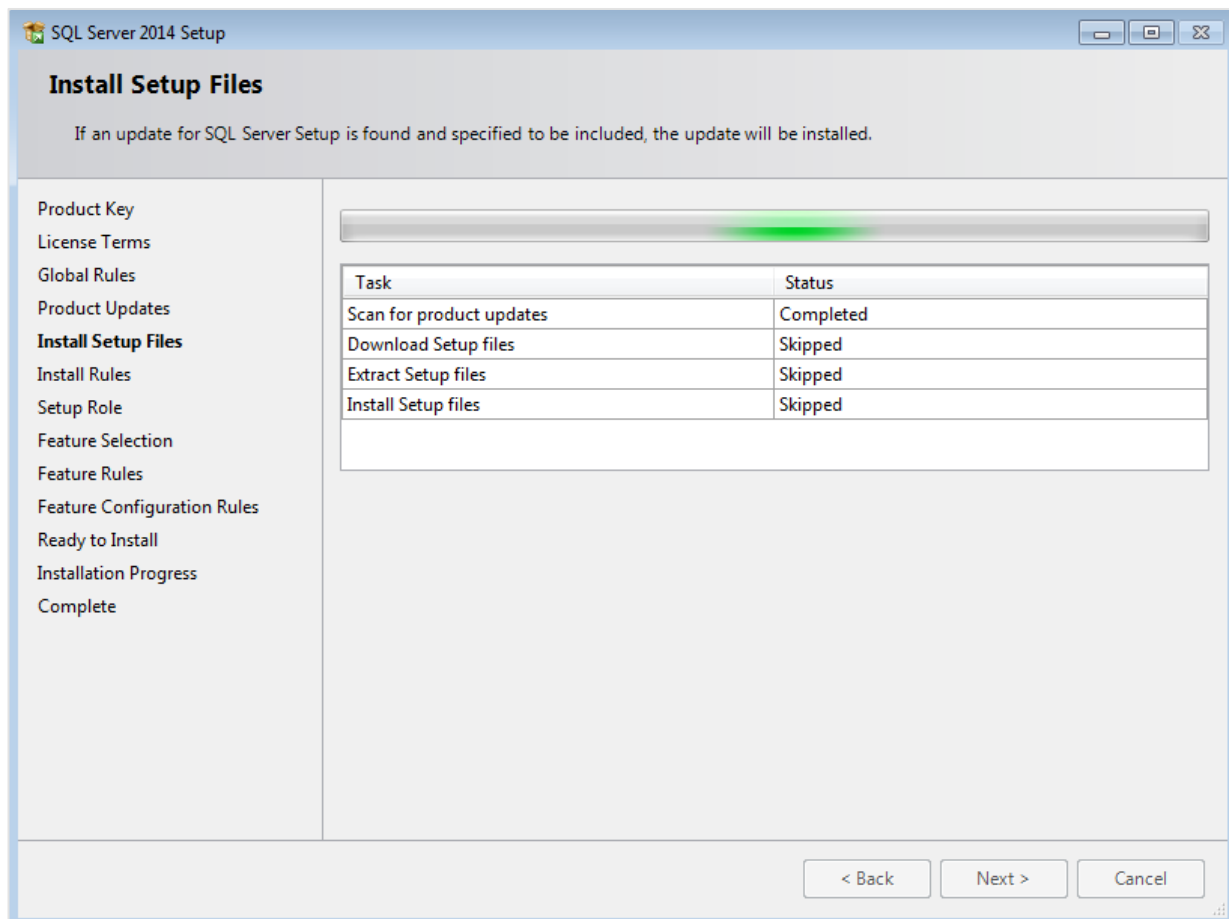 SQL Server 2014 Setup
Install Setup Files
If an update for SQL Server Setup is found and specified to be included, the update will be installed.
Product Key
License Terms
Global Rules
Product Updates
Install Setup Files
Install Rules
Setup Role
Feature Selection
Feature Rules
Feature Configuration Rules
Ready to Install
Installation Progress
Complete
Task Status
Scan for product updates Completed
Download Setup files Skipped
Extract Setup files Skipped
Install Setup files Skipped
< Back Next > Cancel